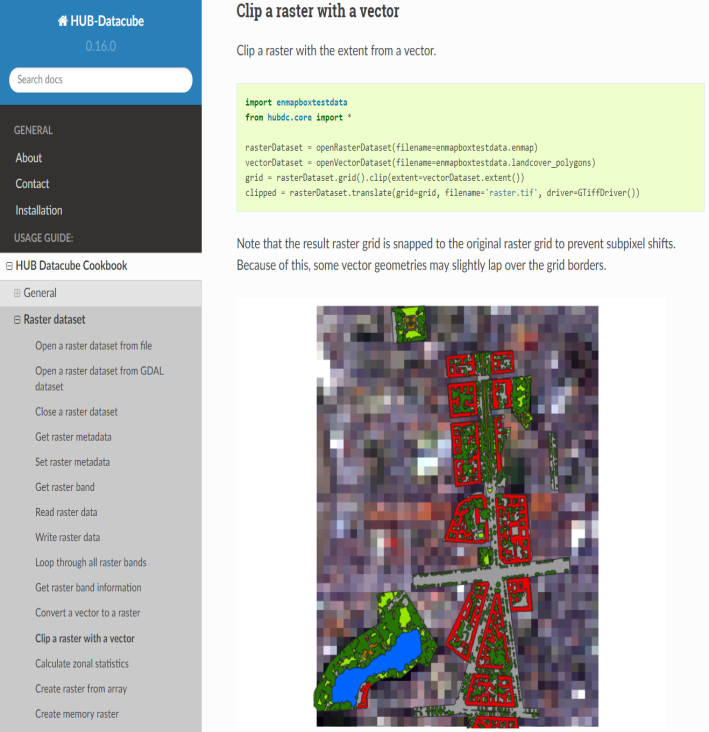 HUB-Datacube
0.16.0
Search docs
GENERAL
About
Contact
Installation
USAGE GUIDE:
HUB Datacube Cookbook
General
Raster dataset
Open a raster dataset from file
Open a raster dataset from GDAL
dataset
Close a raster dataset
Get raster metadata
Set raster metadata
Get raster band
Read raster data
Write raster data
Loop through all raster bands
Get raster band information
Convert a vector to a raster
Clip a raster with a vector
Calculate zonal statistics
Create raster from array
Create memory raster
Clip a raster with a vector
Clip a raster with the extent from a vector.
import enmapboxtestdata
from hubdc.core import *
rasterDataset = openRasterDataset(filename=enmapboxtestdata.enmap)
vectorDataset = openVectorDataset(filename=enmapboxtestdata.landcover_polygons)
grid = rasterDataset.grid().clip(extent=vectorDataset.extent())
clipped = rasterDataset.translate(grid=grid, filename='raster.tif', driver=GTiffDriver())
Note that the result raster grid is snapped to the original raster grid to prevent subpixel shifts.
Because of this, some vector geometries may slightly lap over the grid borders.